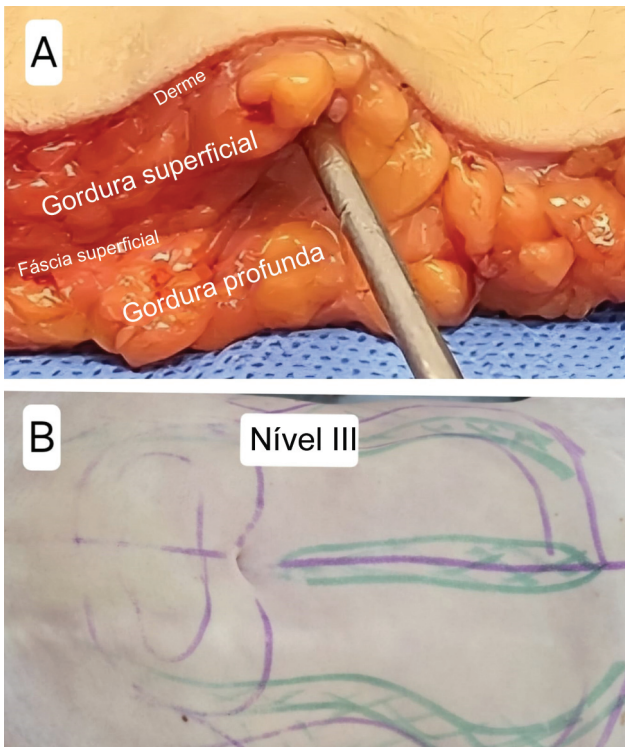 A
Derme
Gordura superficial
Fáscia superficial
Gordura profunda
B
Nível III